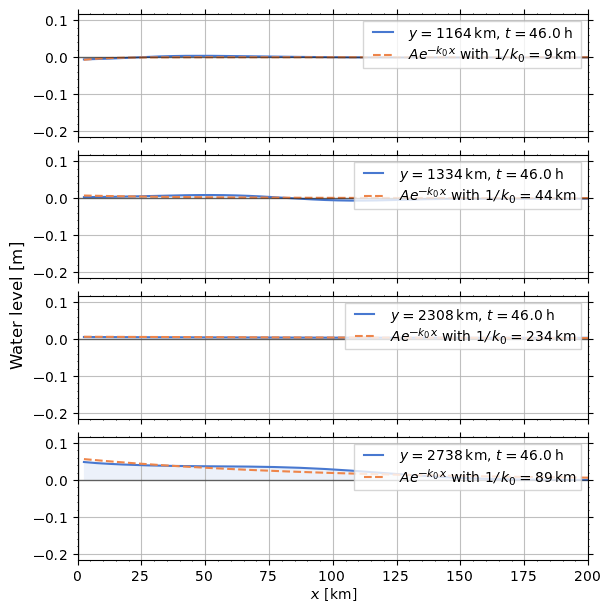 0.1
0.0
−0.1
−0.2
y = 1164 km, t = 46.0 h
Ae^{−k₀x} with 1/k₀ = 9 km
0.1
0.0
−0.1
−0.2
y = 1334 km, t = 46.0 h
Ae^{−k₀x} with 1/k₀ = 44 km
Water level [m]
0.1
0.0
−0.1
−0.2
y = 2308 km, t = 46.0 h
Ae^{−k₀x} with 1/k₀ = 234 km
0.1
0.0
−0.1
−0.2
y = 2738 km, t = 46.0 h
Ae^{−k₀x} with 1/k₀ = 89 km
0 25 50 75 100 125 150 175 200
x [km]